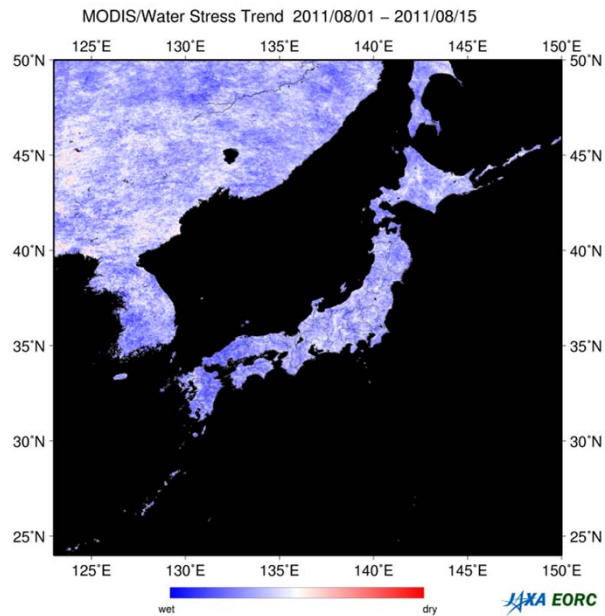 MODIS/Water Stress Trend 2011/08/01 – 2011/08/15
125˚E 130˚E 135˚E 140˚E 145˚E 150˚E
50˚N 50˚N
45˚N 45˚N
40˚N 40˚N
35˚N 35˚N
30˚N 30˚N
25˚N 25˚N
125˚E 130˚E 135˚E 140˚E 145˚E 150˚E
wet dry
JAXA EORC